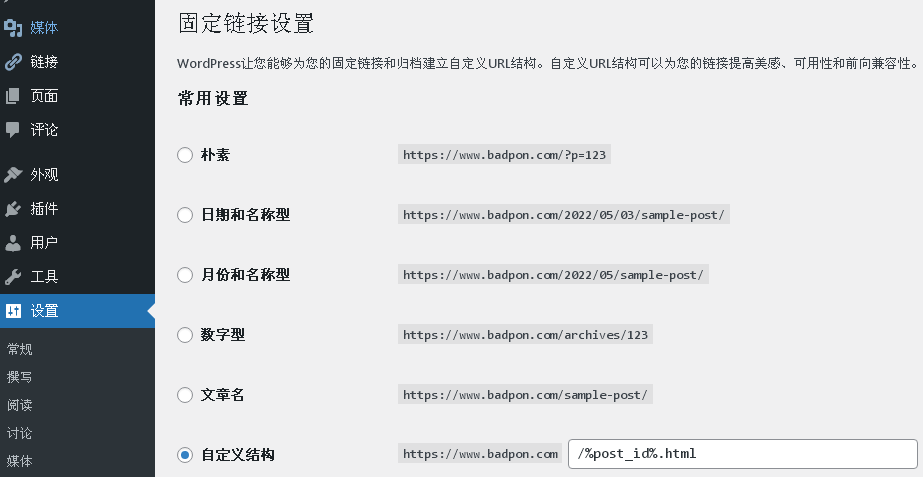 媒体
链接
页面
评论
外观
插件
用户
工具
设置
常规
撰写
阅读
讨论
媒体
固定链接设置
WordPress让您能够为您的固定链接和归档建立自定义URL结构。自定义URL结构可以为您的链接提高美感、可用性和前向兼容性。
常用设置
朴素 https://www.badpon.com/?p=123
日期和名称型 https://www.badpon.com/2022/05/03/sample-post/
月份和名称型 https://www.badpon.com/2022/05/sample-post/
数字型 https://www.badpon.com/archives/123
文章名 https://www.badpon.com/sample-post/
自定义结构 https://www.badpon.com /%post_id%.html